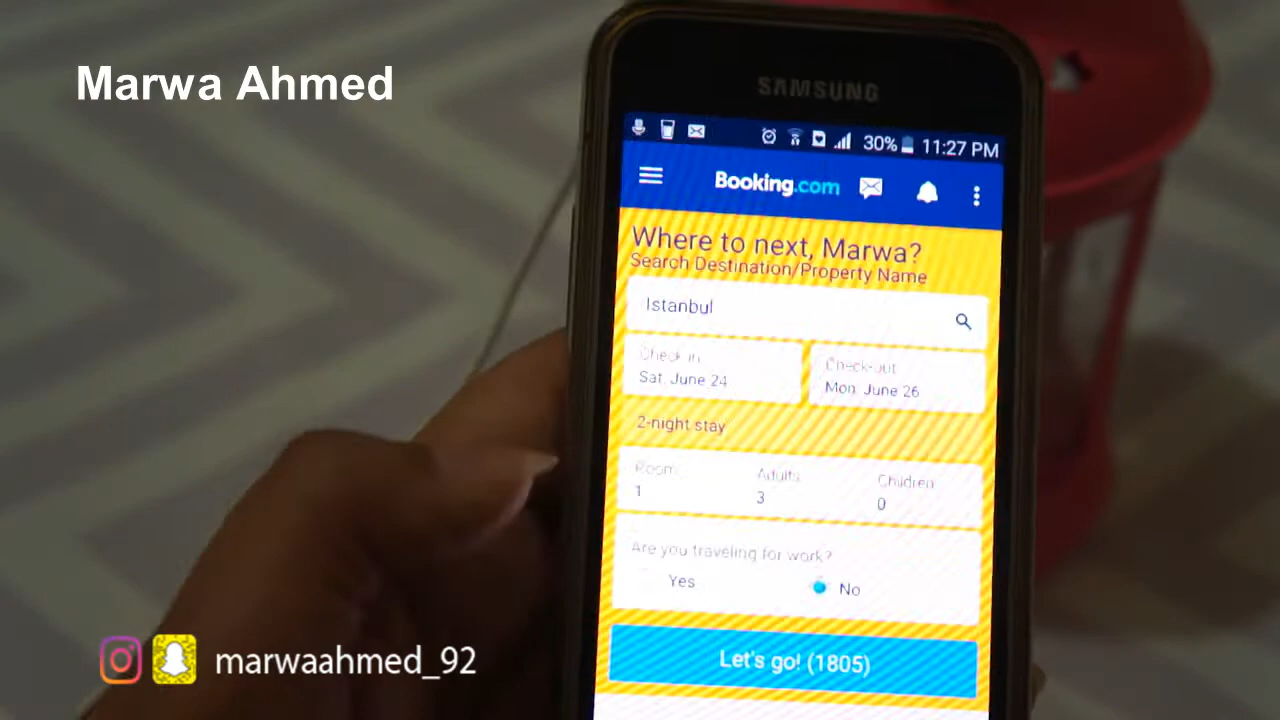 Marwa Ahmed
SAMSUNG
30% 11:27 PM
Booking.com
Where to next, Marwa?
Search Destination/Property Name
Istanbul
Check-in
Sat, June 24
Check-out
Mon, June 26
2-night stay
Rooms
1
Adults
3
Children
0
Are you traveling for work?
Yes
No
Let's go! (1805)
marwaahmed_92